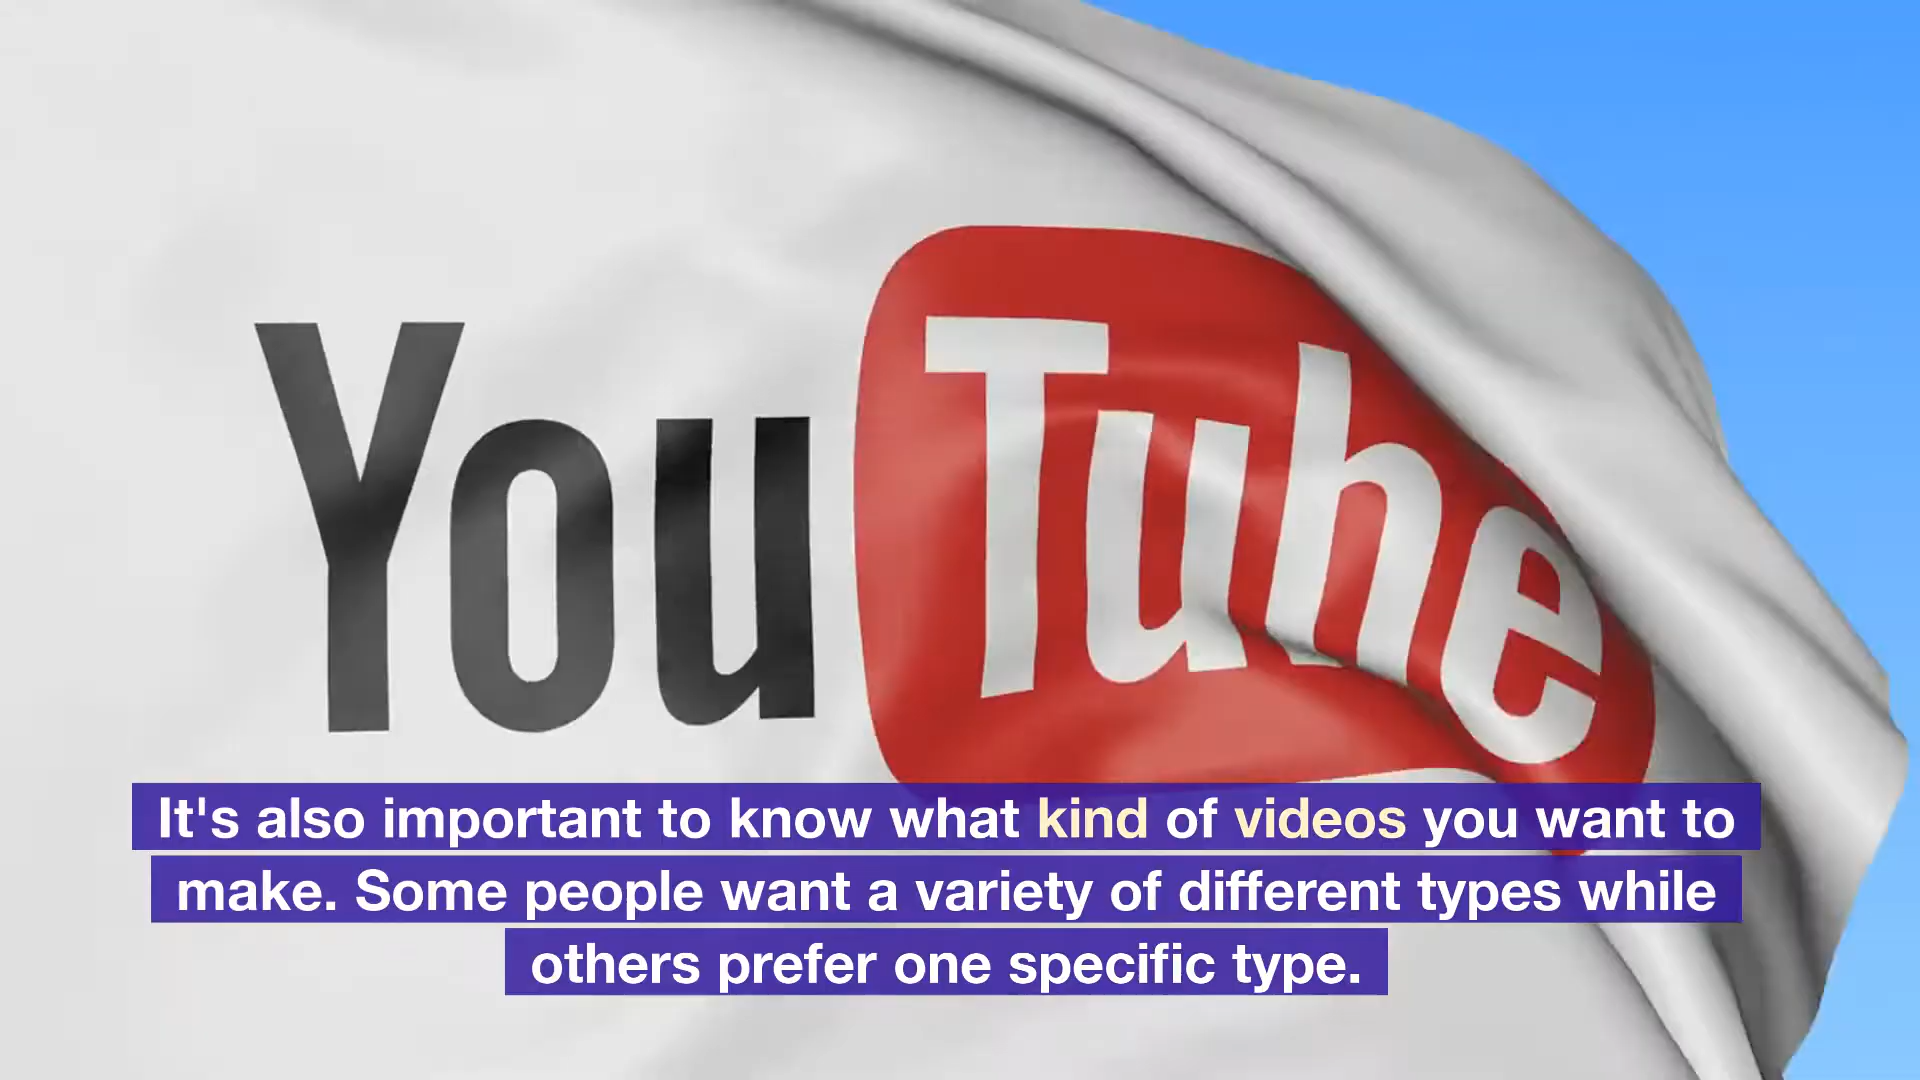 YouTube
It's also important to know what kind of videos you want to
make. Some people want a variety of different types while
others prefer one specific type.